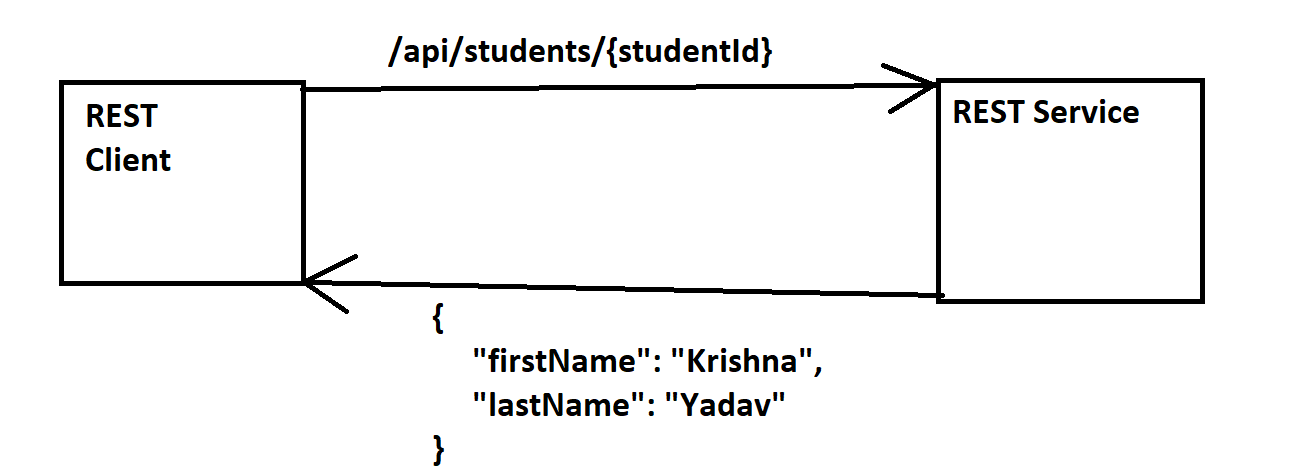 /api/students/{studentId}
REST
Client
REST Service
{
"firstName": "Krishna",
"lastName": "Yadav"
}